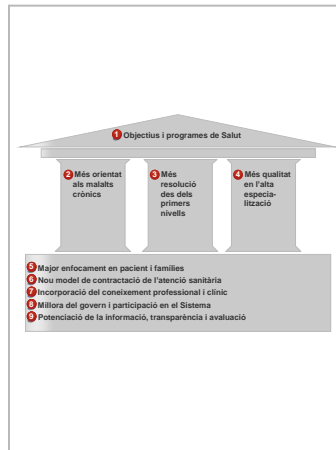 1 Objectius i programes de Salut
2 Més orientat
als malalts
crònics
3 Més
resolució
des dels
primers
nivells
4 Més qualitat
en l'alta
especia-
lització
5 Major enfocament en pacient i famílies
6 Nou model de contractació de l'atenció sanitària
7 Incorporació del coneixement professional i clínic
8 Millora del govern i participació en el Sistema
9 Potenciació de la informació, transparència i avaluació